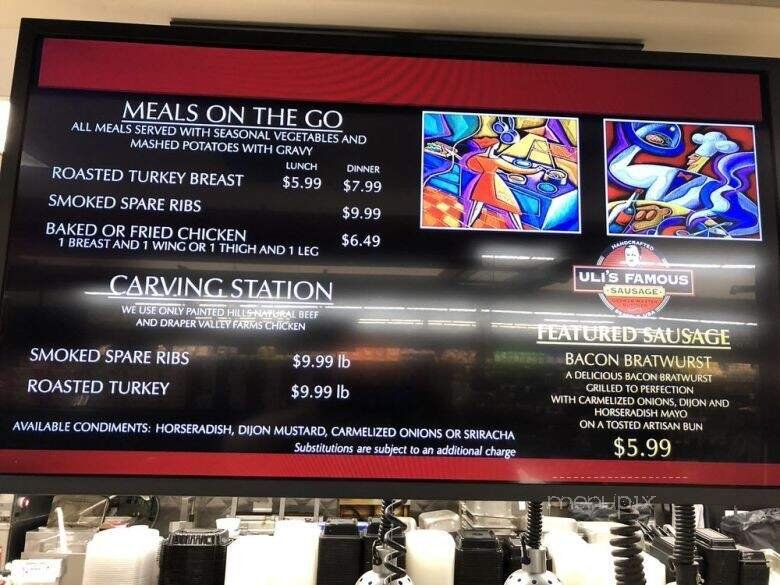 MEALS ON THE GO
ALL MEALS SERVED WITH SEASONAL VEGETABLES AND
MASHED POTATOES WITH GRAVY
LUNCH DINNER
ROASTED TURKEY BREAST $5.99 $7.99
SMOKED SPARE RIBS $9.99
BAKED OR FRIED CHICKEN $6.49
1 BREAST AND 1 WING OR 1 THIGH AND 1 LEG
CARVING STATION
WE USE ONLY PAINTED HILLS NATURAL BEEF
AND DRAPER VALLEY FARMS CHICKEN
SMOKED SPARE RIBS $9.99 lb
ROASTED TURKEY $9.99 lb
AVAILABLE CONDIMENTS: HORSERADISH, DIJON MUSTARD, CARMELIZED ONIONS OR SRIRACHA
Substitutions are subject to an additional charge
HANDCRAFTED
ULI'S FAMOUS
SAUSAGE
FEATURED SAUSAGE
BACON BRATWURST
A DELICIOUS BACON BRATWURST
GRILLED TO PERFECTION
WITH CARMELIZED ONIONS, DIJON AND
HORSERADISH MAYO
ON A TOSTED ARTISAN BUN
$5.99
menupix